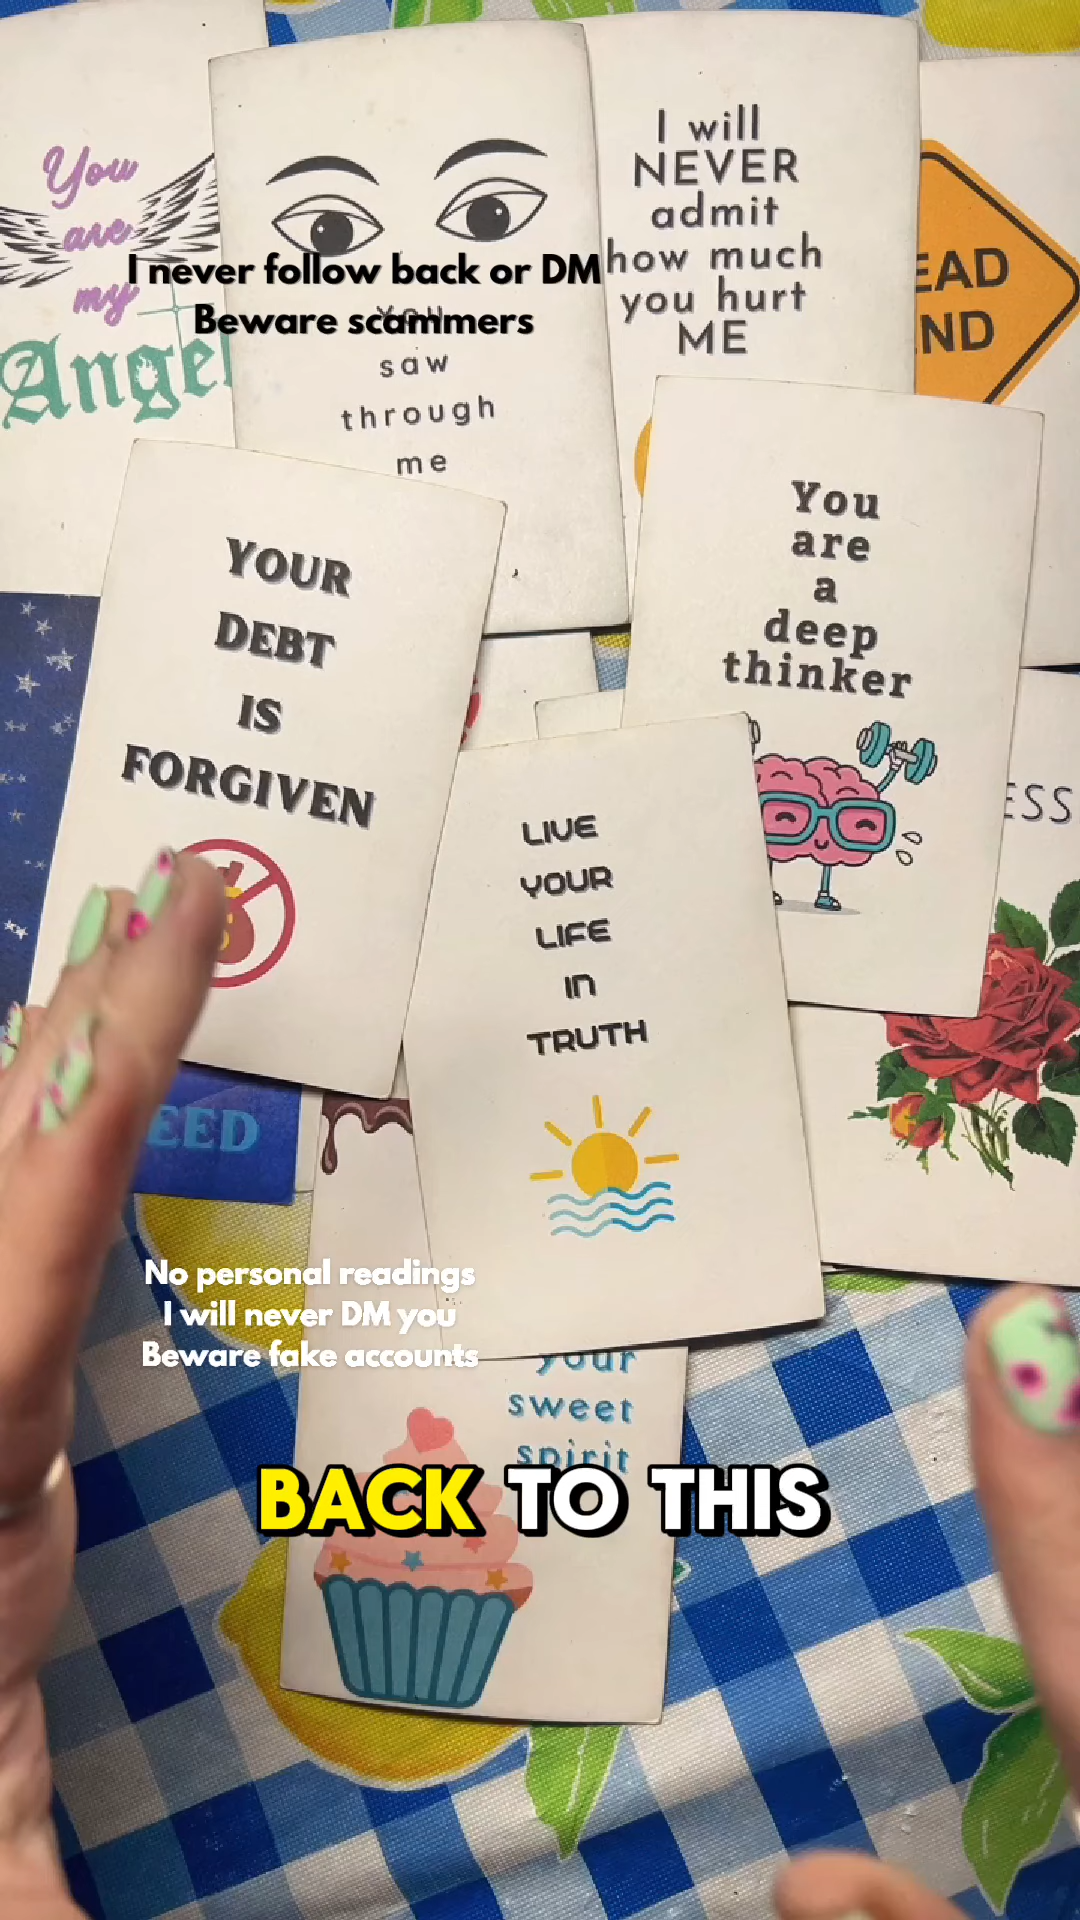 You
are
my
Angel
I never follow back or DM
Beware scammers
saw
through
me
I will
NEVER
admit
how much
you hurt
ME
EAD
ND
YOUR
DEBT
IS
FORGIVEN
You
are
a
deep
thinker
LIVE
YOUR
LIFE
IN
TRUTH
ESS
EED
No personal readings
I will never DM you
Beware fake accounts
your
sweet
spirit
BACK TO THIS